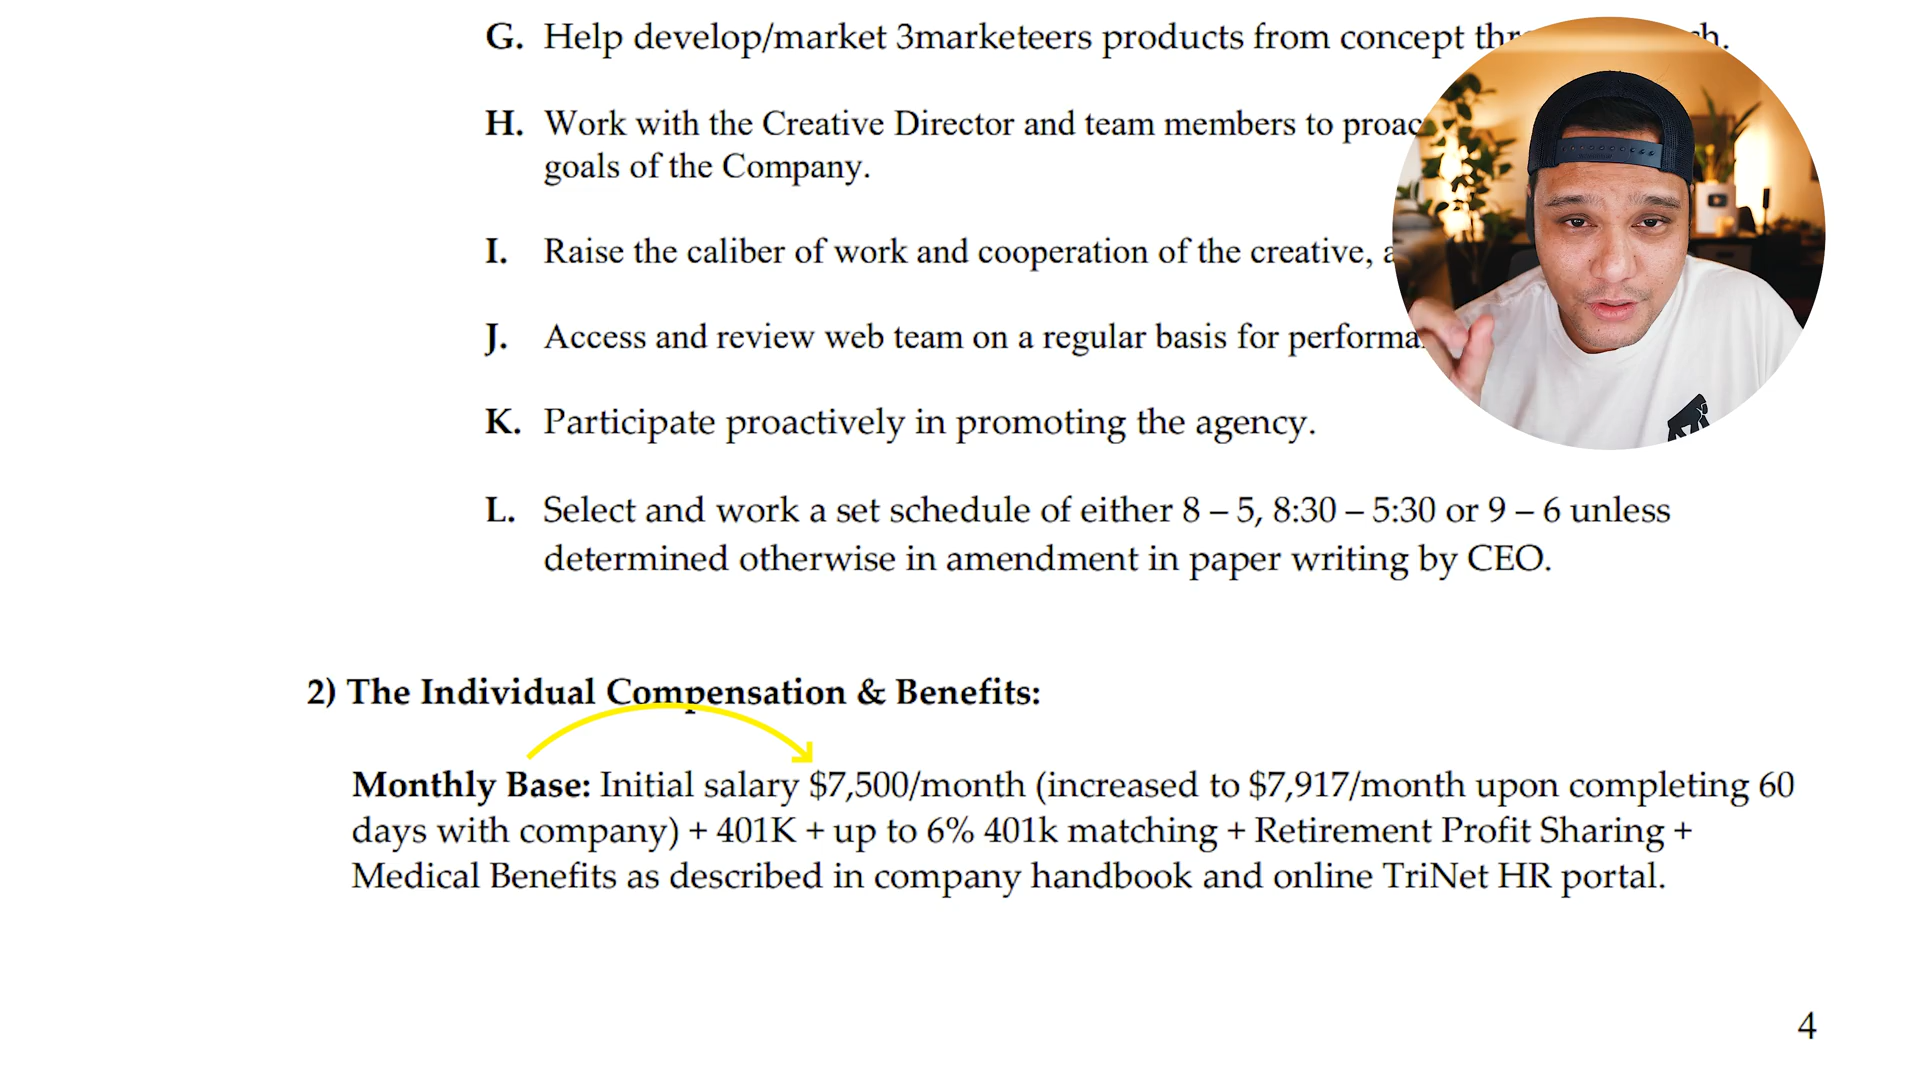 G. Help develop/market 3marketeers products from concept
H. Work with the Creative Director and team members to
goals of the Company.
I. Raise the caliber of work and cooperation of the creative,
J. Access and review web team on a regular basis for
K. Participate proactively in promoting the agency.
L. Select and work a set schedule of either 8 – 5, 8:30 – 5:30 or 9 – 6 unless
determined otherwise in amendment in paper writing by CEO.
2) The Individual Compensation & Benefits:
Monthly Base: Initial salary $7,500/month (increased to $7,917/month upon completing 60
days with company) + 401K + up to 6% 401k matching + Retirement Profit Sharing +
Medical Benefits as described in company handbook and online TriNet HR portal.
4